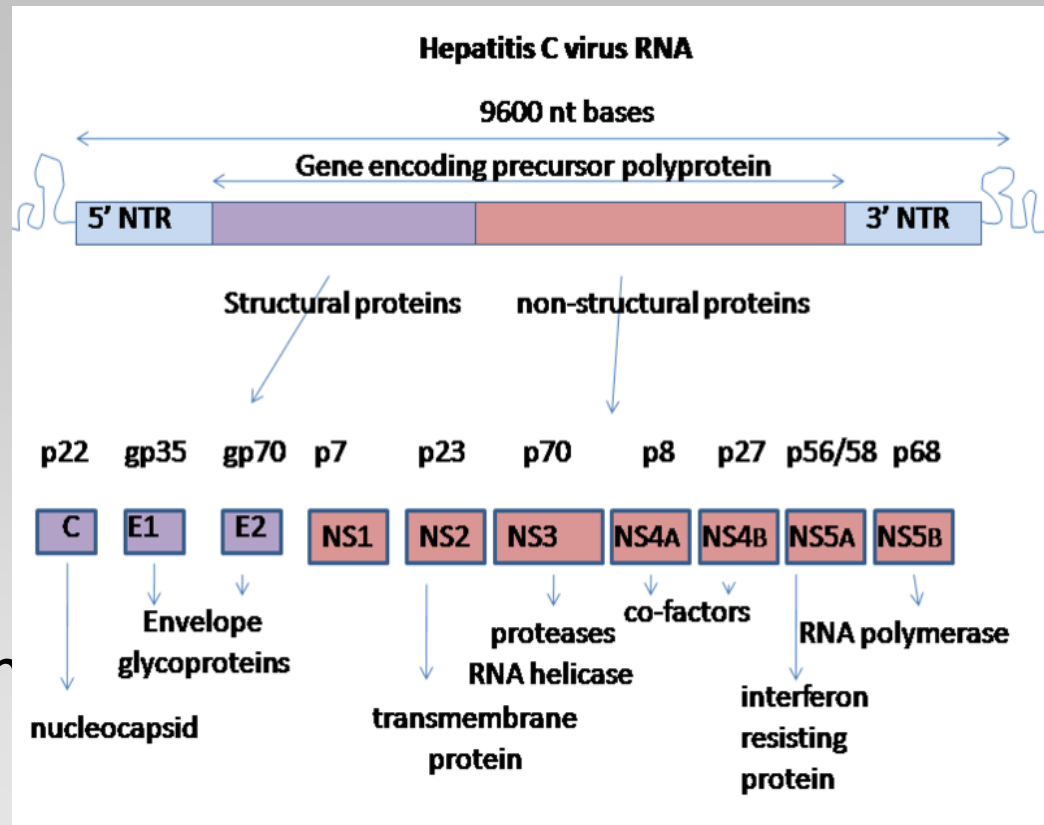 Hepatitis C virus RNA
9600 nt bases
Gene encoding precursor polyprotein
5’ NTR 3’ NTR
Structural proteins non-structural proteins
p22 gp35 gp70 p7 p23 p70 p8 p27 p56/58 p68
C E1 E2 NS1 NS2 NS3 NS4A NS4B NS5A NS5B
Envelope
glycoproteins
nucleocapsid
transmembrane
protein
proteases
RNA helicase
co-factors
interferon
resisting
protein
RNA polymerase